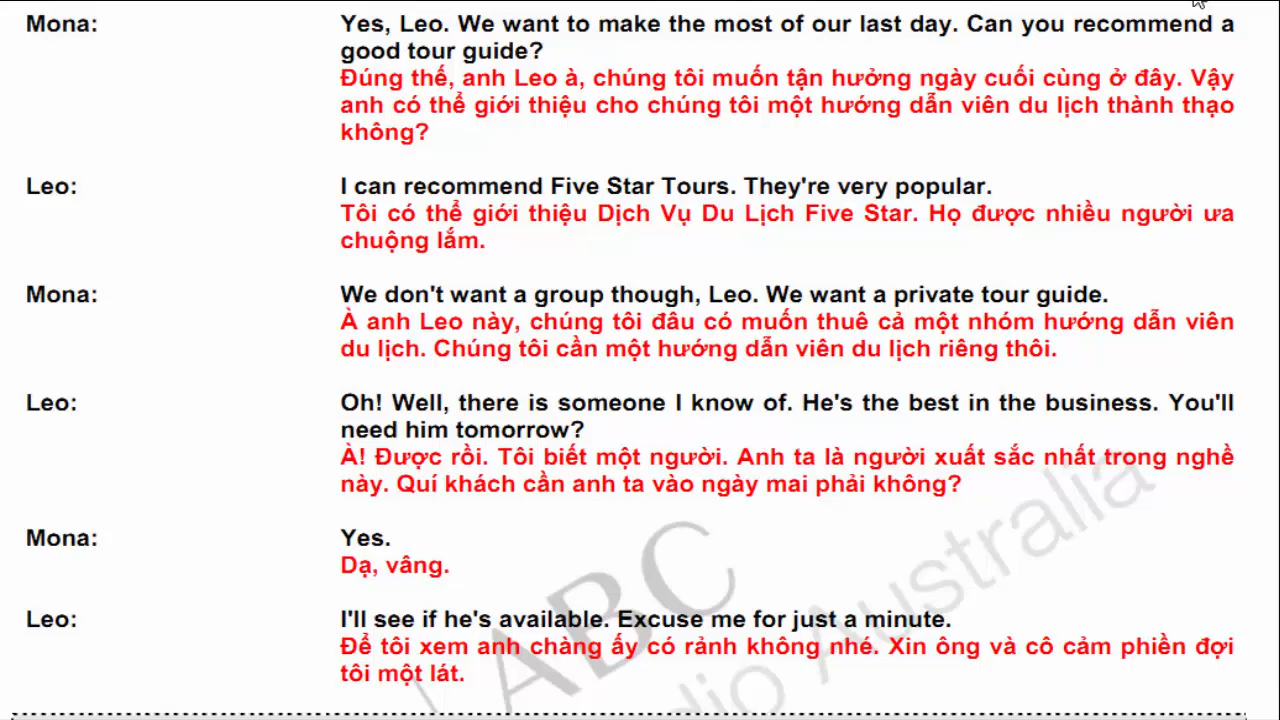 Mona: Yes, Leo. We want to make the most of our last day. Can you recommend a
good tour guide?
Đúng thế, anh Leo à, chúng tôi muốn tận hưởng ngày cuối cùng ở đây. Vậy
anh có thể giới thiệu cho chúng tôi một hướng dẫn viên du lịch thành thạo
không?
Leo: I can recommend Five Star Tours. They're very popular.
Tôi có thể giới thiệu Dịch Vụ Du Lịch Five Star. Họ được nhiều người ưa
chuộng lắm.
Mona: We don't want a group though, Leo. We want a private tour guide.
À anh Leo này, chúng tôi đâu có muốn thuê cả một nhóm hướng dẫn viên
du lịch. Chúng tôi cần một hướng dẫn viên du lịch riêng thôi.
Leo: Oh! Well, there is someone I know of. He's the best in the business. You'll
need him tomorrow?
À! Được rồi. Tôi biết một người. Anh ta là người xuất sắc nhất trong nghề
này. Quí khách cần anh ta vào ngày mai phải không?
Mona: Yes.
Dạ, vâng.
Leo: I'll see if he's available. Excuse me for just a minute.
Để tôi xem anh chàng ấy có rảnh không nhé. Xin ông và cô cảm phiền đợi
tôi một lát.
ABC
Australia